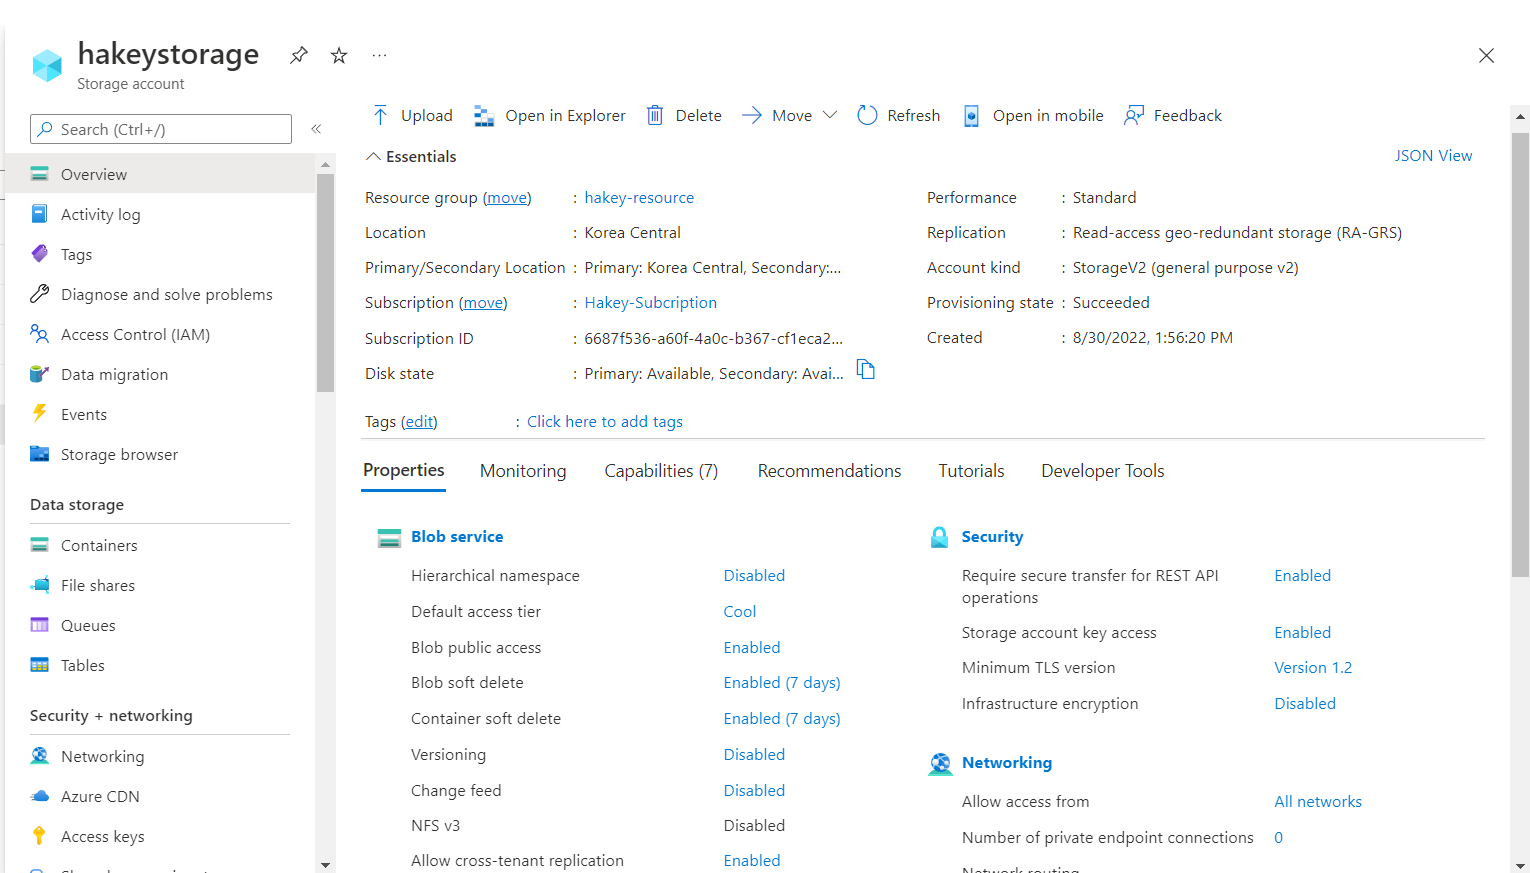 hakeystorage
Storage account
Search (Ctrl+/)
Overview
Activity log
Tags
Diagnose and solve problems
Access Control (IAM)
Data migration
Events
Storage browser
Data storage
Containers
File shares
Queues
Tables
Security + networking
Networking
Azure CDN
Access keys
Upload Open in Explorer Delete Move Refresh Open in mobile Feedback
Essentials
JSON View
Resource group (move) : hakey-resource
Location : Korea Central
Primary/Secondary Location : Primary: Korea Central, Secondary:...
Subscription (move) : Hakey-Subcription
Subscription ID : 6687f536-a60f-4a0c-b367-cf1eca2...
Disk state : Primary: Available, Secondary: Avai...
Performance : Standard
Replication : Read-access geo-redundant storage (RA-GRS)
Account kind : StorageV2 (general purpose v2)
Provisioning state : Succeeded
Created : 8/30/2022, 1:56:20 PM
Tags (edit) : Click here to add tags
Properties Monitoring Capabilities (7) Recommendations Tutorials Developer Tools
Blob service
Hierarchical namespace Disabled
Default access tier Cool
Blob public access Enabled
Blob soft delete Enabled (7 days)
Container soft delete Enabled (7 days)
Versioning Disabled
Change feed Disabled
NFS v3 Disabled
Allow cross-tenant replication Enabled
Security
Require secure transfer for REST API Enabled
operations
Storage account key access Enabled
Minimum TLS version Version 1.2
Infrastructure encryption Disabled
Networking
Allow access from All networks
Number of private endpoint connections 0
Network routing